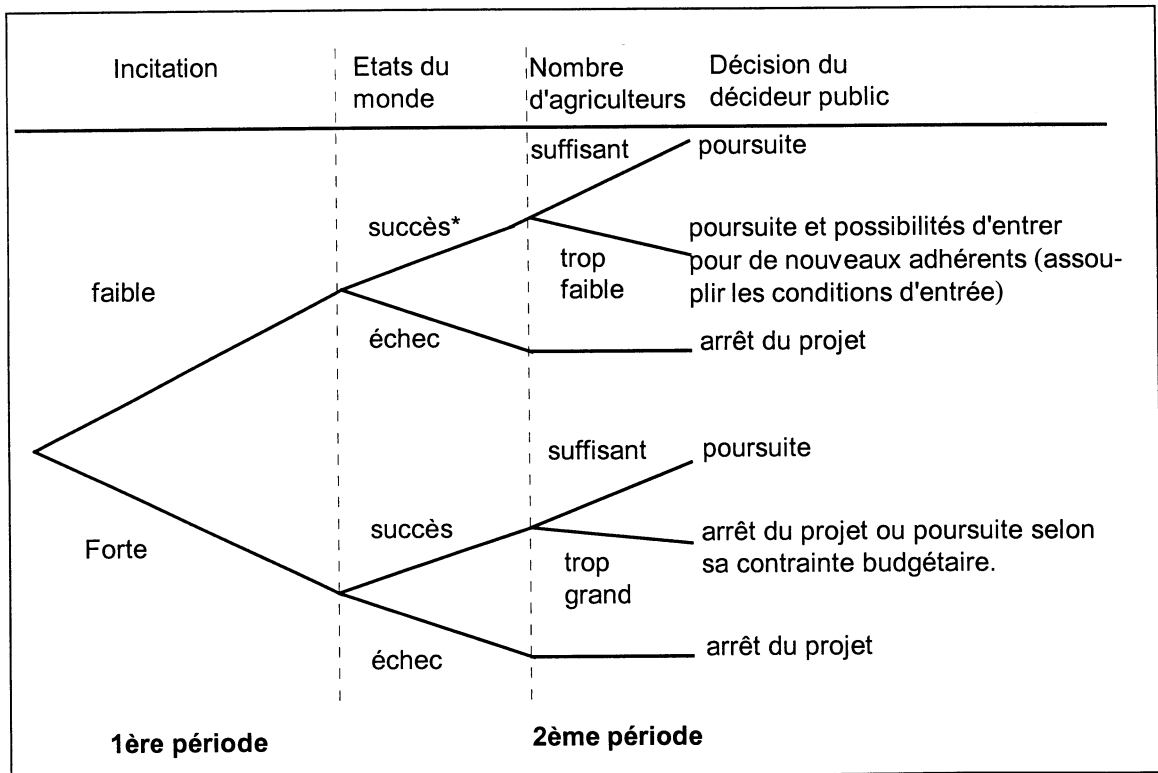 Incitation
Etats du
monde
Nombre
d'agriculteurs
Décision du
décideur public
suffisant
poursuite
succès*
faible
trop
faible
poursuite et possibilités d'entrer
pour de nouveaux adhérents (assou-
plir les conditions d'entrée)
échec
arrêt du projet
suffisant
poursuite
Forte
succès
trop
grand
arrêt du projet ou poursuite selon
sa contrainte budgétaire.
échec
arrêt du projet
1ère période
2ème période